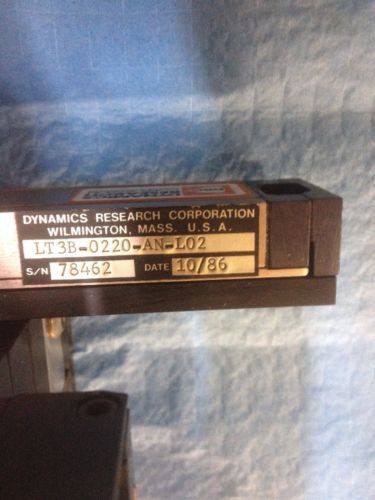 DYNAMICS RESEARCH CORPORATION
WILMINGTON, MASS. U.S.A.
LT3B-0220-AN-L02
S/N 78462 DATE 10/86